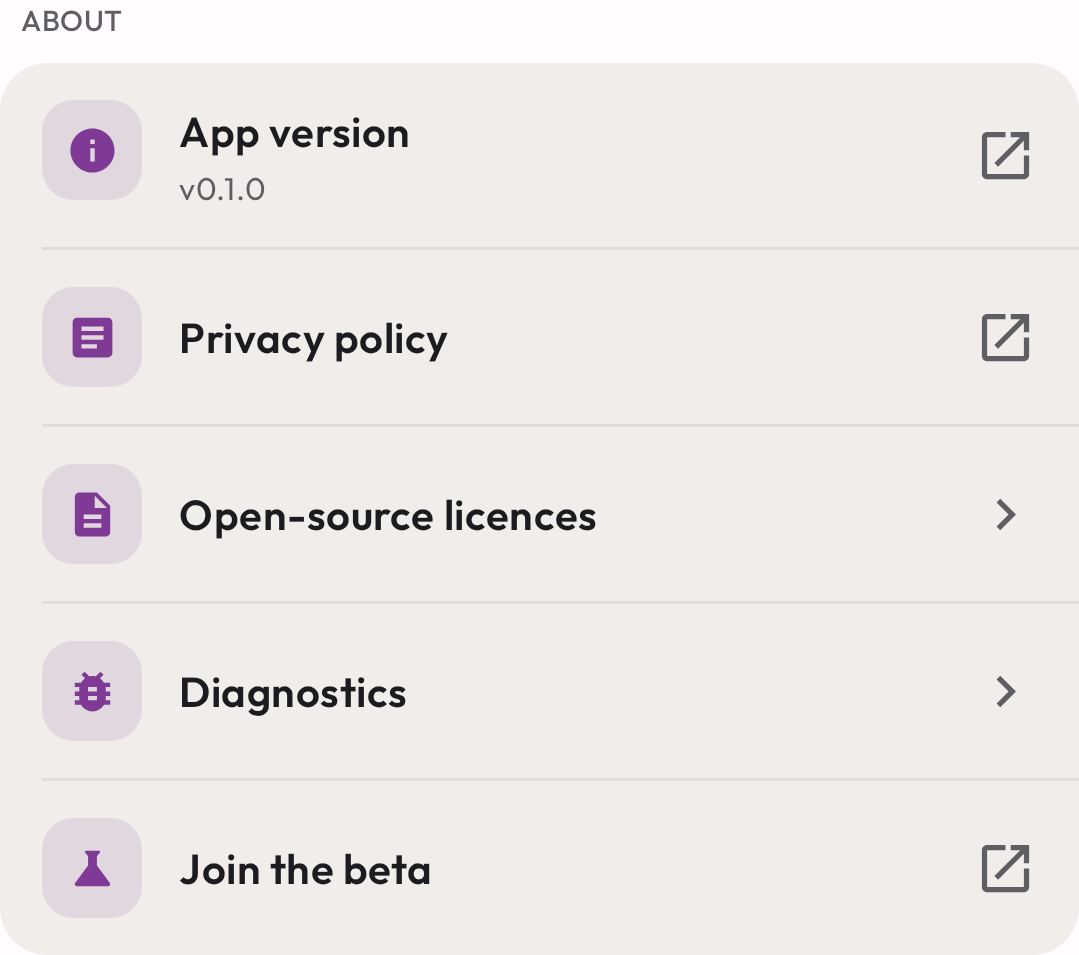 ABOUT
App version
v0.1.0
Privacy policy
Open-source licences
Diagnostics
Join the beta